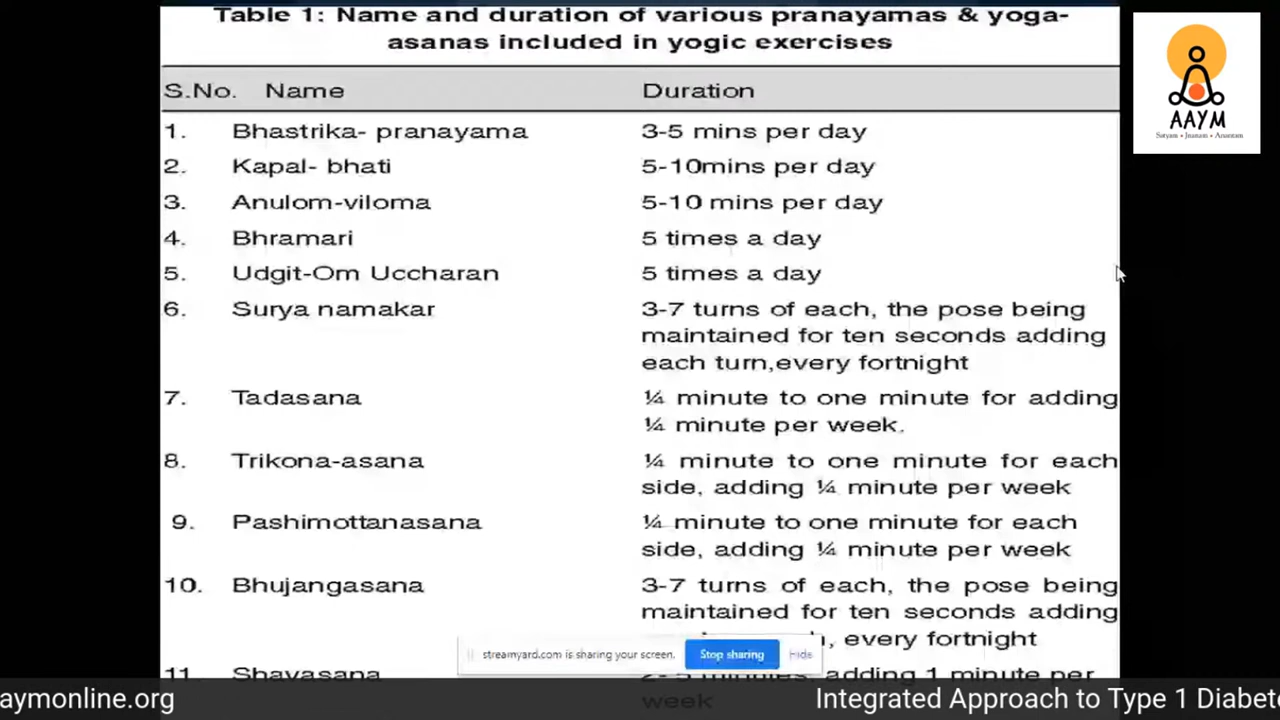 Table 1: Name and duration of various pranayamas & yoga-
asanas included in yogic exercises
AAYM
Satyam • Jnanam • Anantam
S.No. Name Duration
1. Bhastrika- pranayama 3-5 mins per day
2. Kapal- bhati 5-10mins per day
3. Anulom-viloma 5-10 mins per day
4. Bhramari 5 times a day
5. Udgit-Om Uccharan 5 times a day
6. Surya namakar 3-7 turns of each, the pose being
maintained for ten seconds adding
each turn,every fortnight
7. Tadasana ¼ minute to one minute for adding
¼ minute per week.
8. Trikona-asana ¼ minute to one minute for each
side, adding ¼ minute per week
9. Pashimottanasana ¼ minute to one minute for each
side, adding ¼ minute per week
10. Bhujangasana 3-7 turns of each, the pose being
maintained for ten seconds adding
, every fortnight
streamyard.com is sharing your screen. Stop sharing Hide
11. Shavasana 2- 5 minutes, adding 1 minute per
week
aymonline.org Integrated Approach to Type 1 Diabete